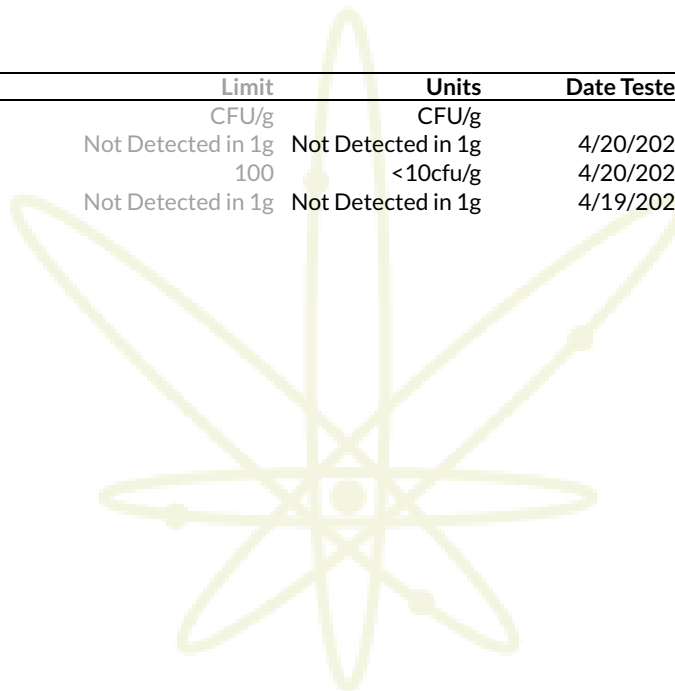 Limit Units Date Teste
CFU/g CFU/g
Not Detected in 1g Not Detected in 1g 4/20/202
100 <10cfu/g 4/20/202
Not Detected in 1g Not Detected in 1g 4/19/202